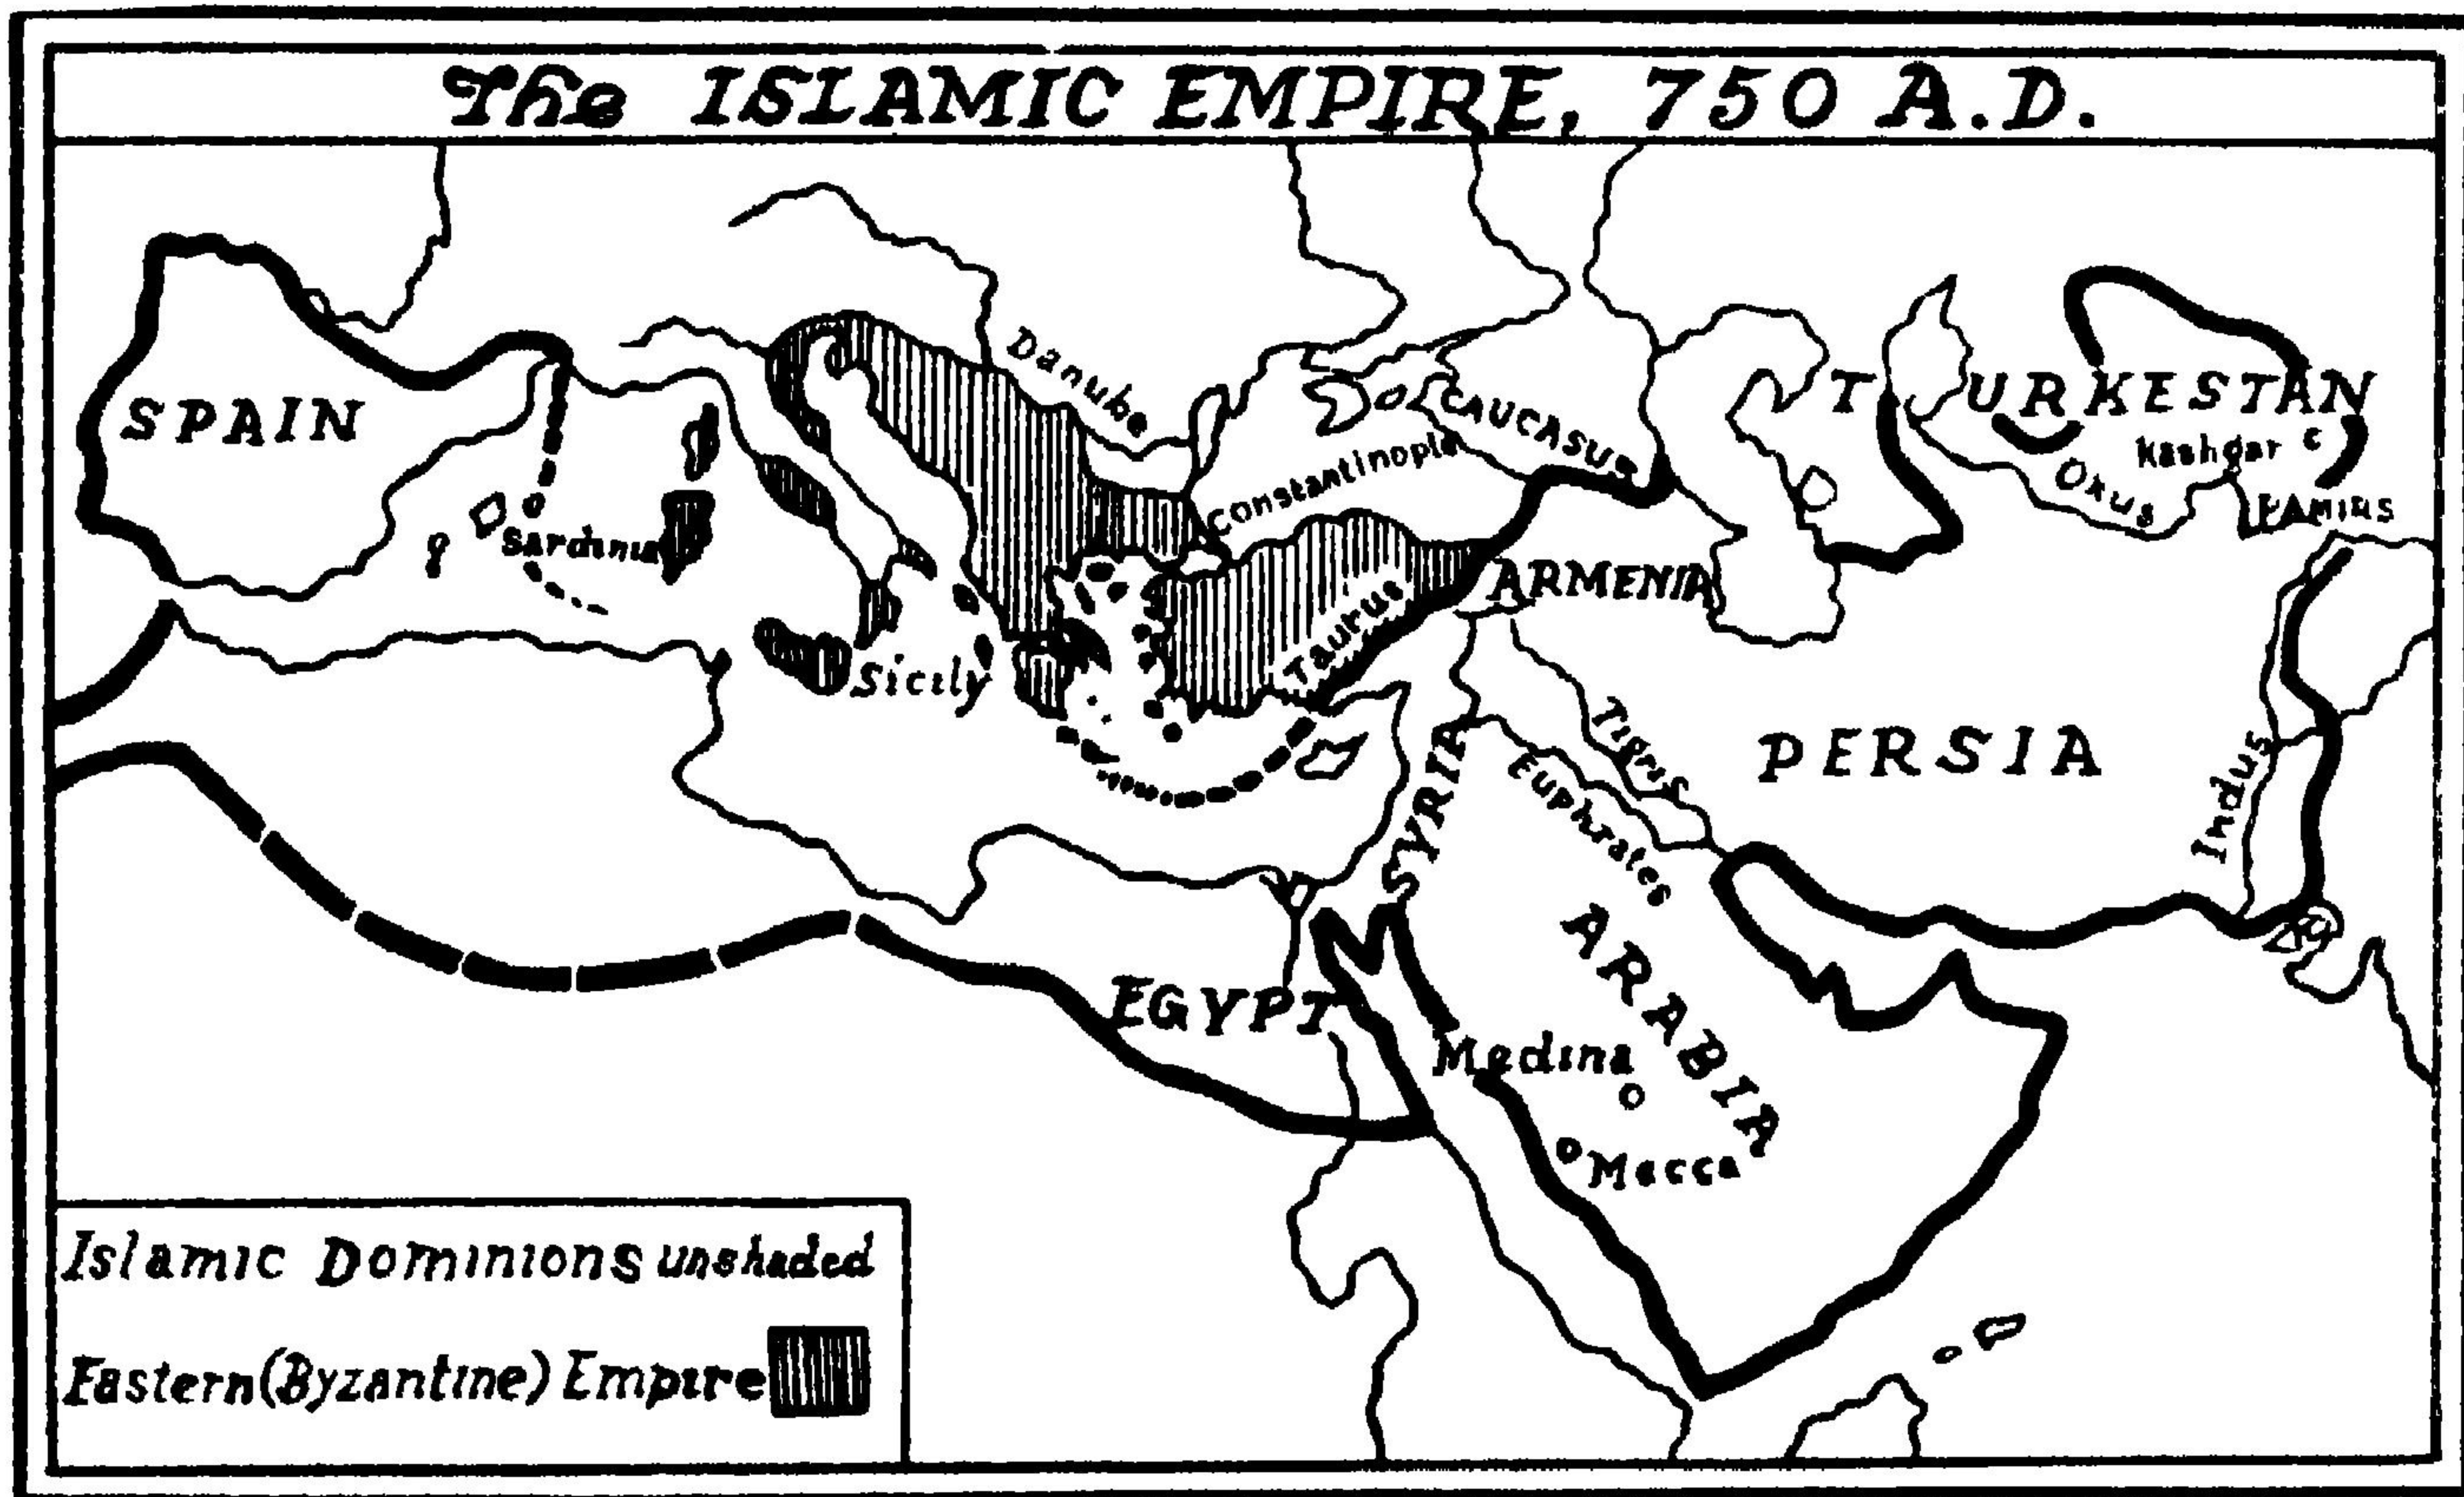 The ISLAMIC EMPIRE, 750 A.D.
Danube
SPAIN
TURKESTAN
CAUCASUS
Kashgar
Constantinople
Oxus
PAMIRS
Sardinia
ARMENIA
Taurus
Sicily
Tigris
PERSIA
SYRIA
Euphrates
Indus
ARABIA
EGYPT
Medina
Mecca
Islamic Dominions unshaded
Eastern (Byzantine) Empire